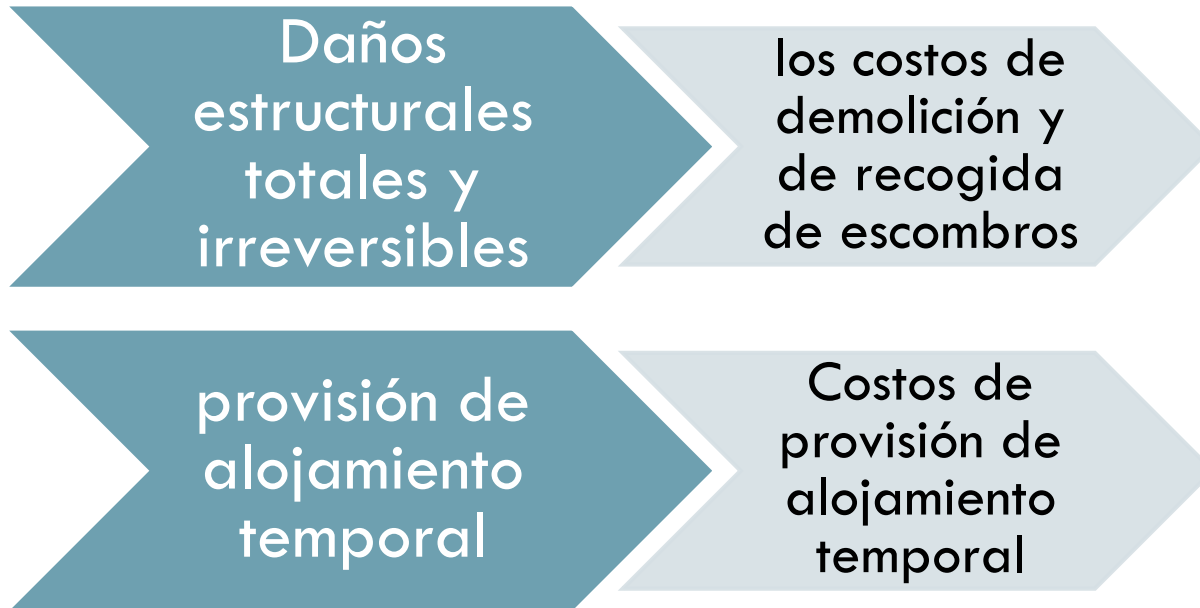 Daños
estructurales
totales y
irreversibles
los costos de
demolición y
de recogida
de escombros
provisión de
alojamiento
temporal
Costos de
provisión de
alojamiento
temporal